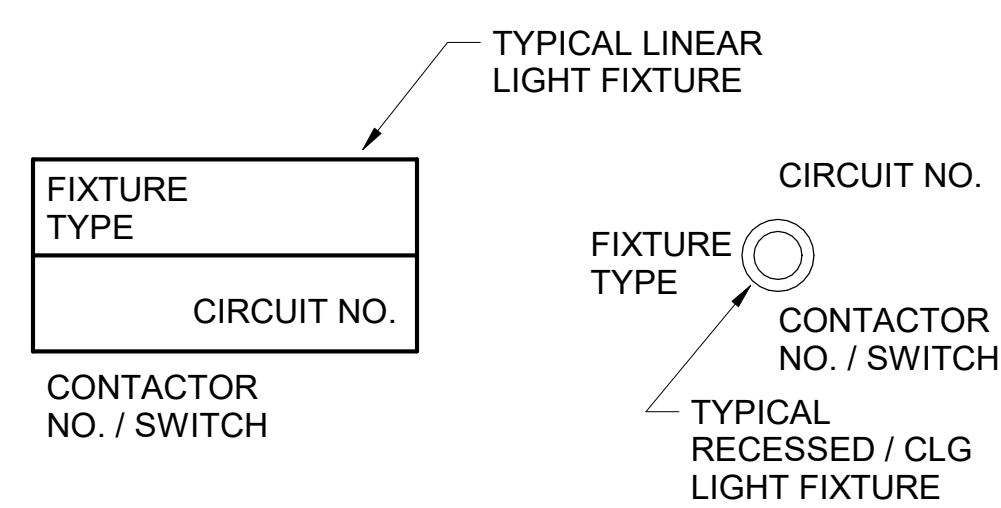 TYPICAL LINEAR
LIGHT FIXTURE
FIXTURE
TYPE
CIRCUIT NO.
CONTACTOR
NO. / SWITCH
CIRCUIT NO.
FIXTURE
TYPE
CONTACTOR
NO. / SWITCH
TYPICAL
RECESSED / CLG
LIGHT FIXTURE